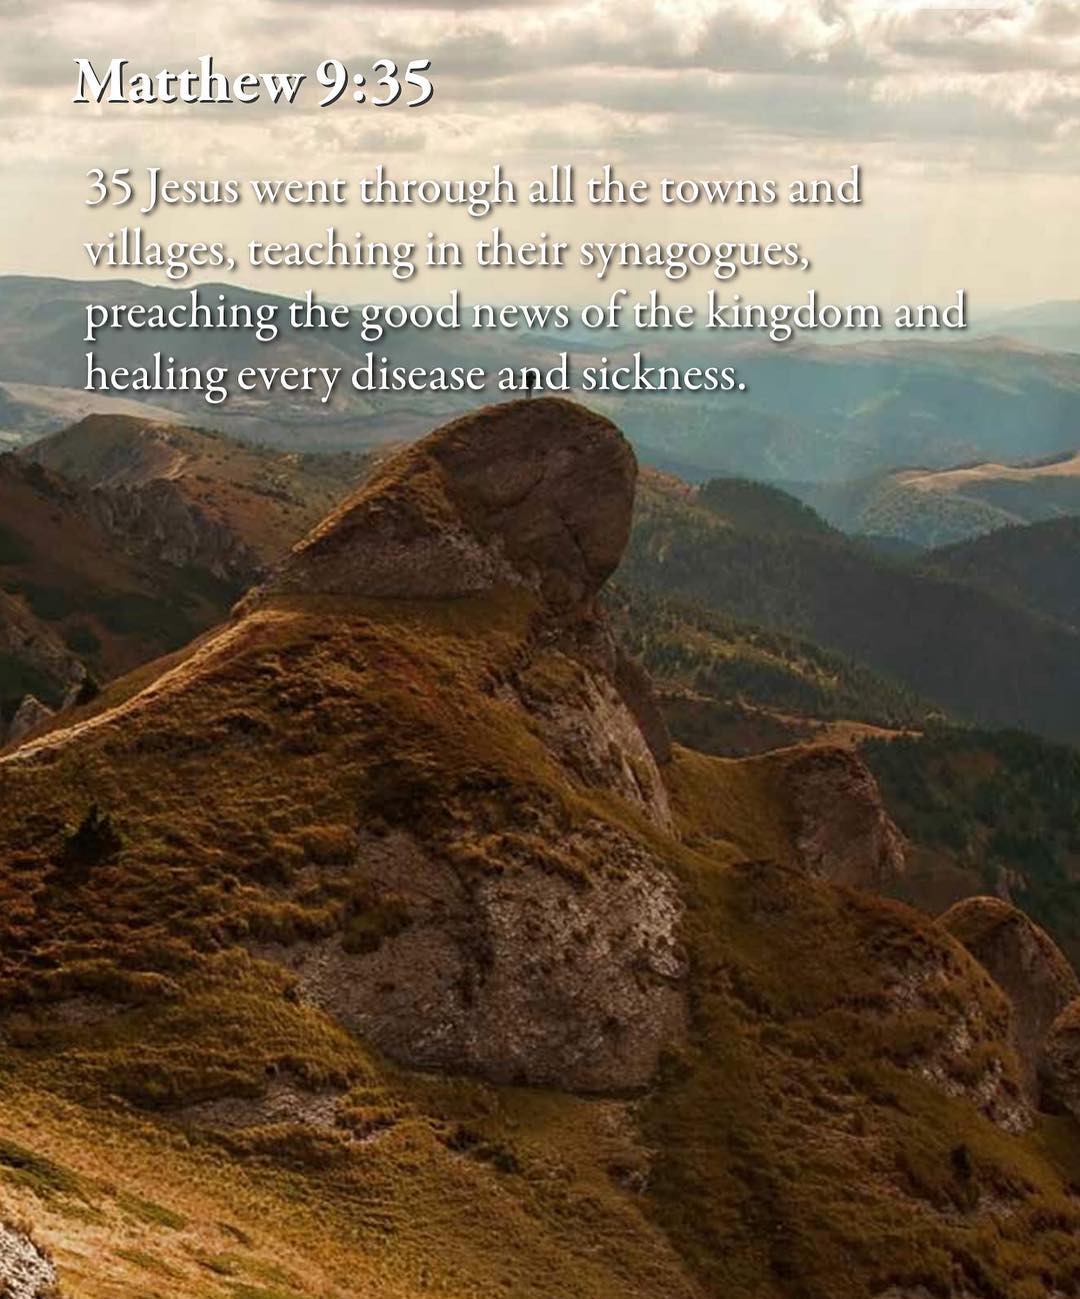 Matthew 9:35
35 Jesus went through all the towns and
villages, teaching in their synagogues,
preaching the good news of the kingdom and
healing every disease and sickness.